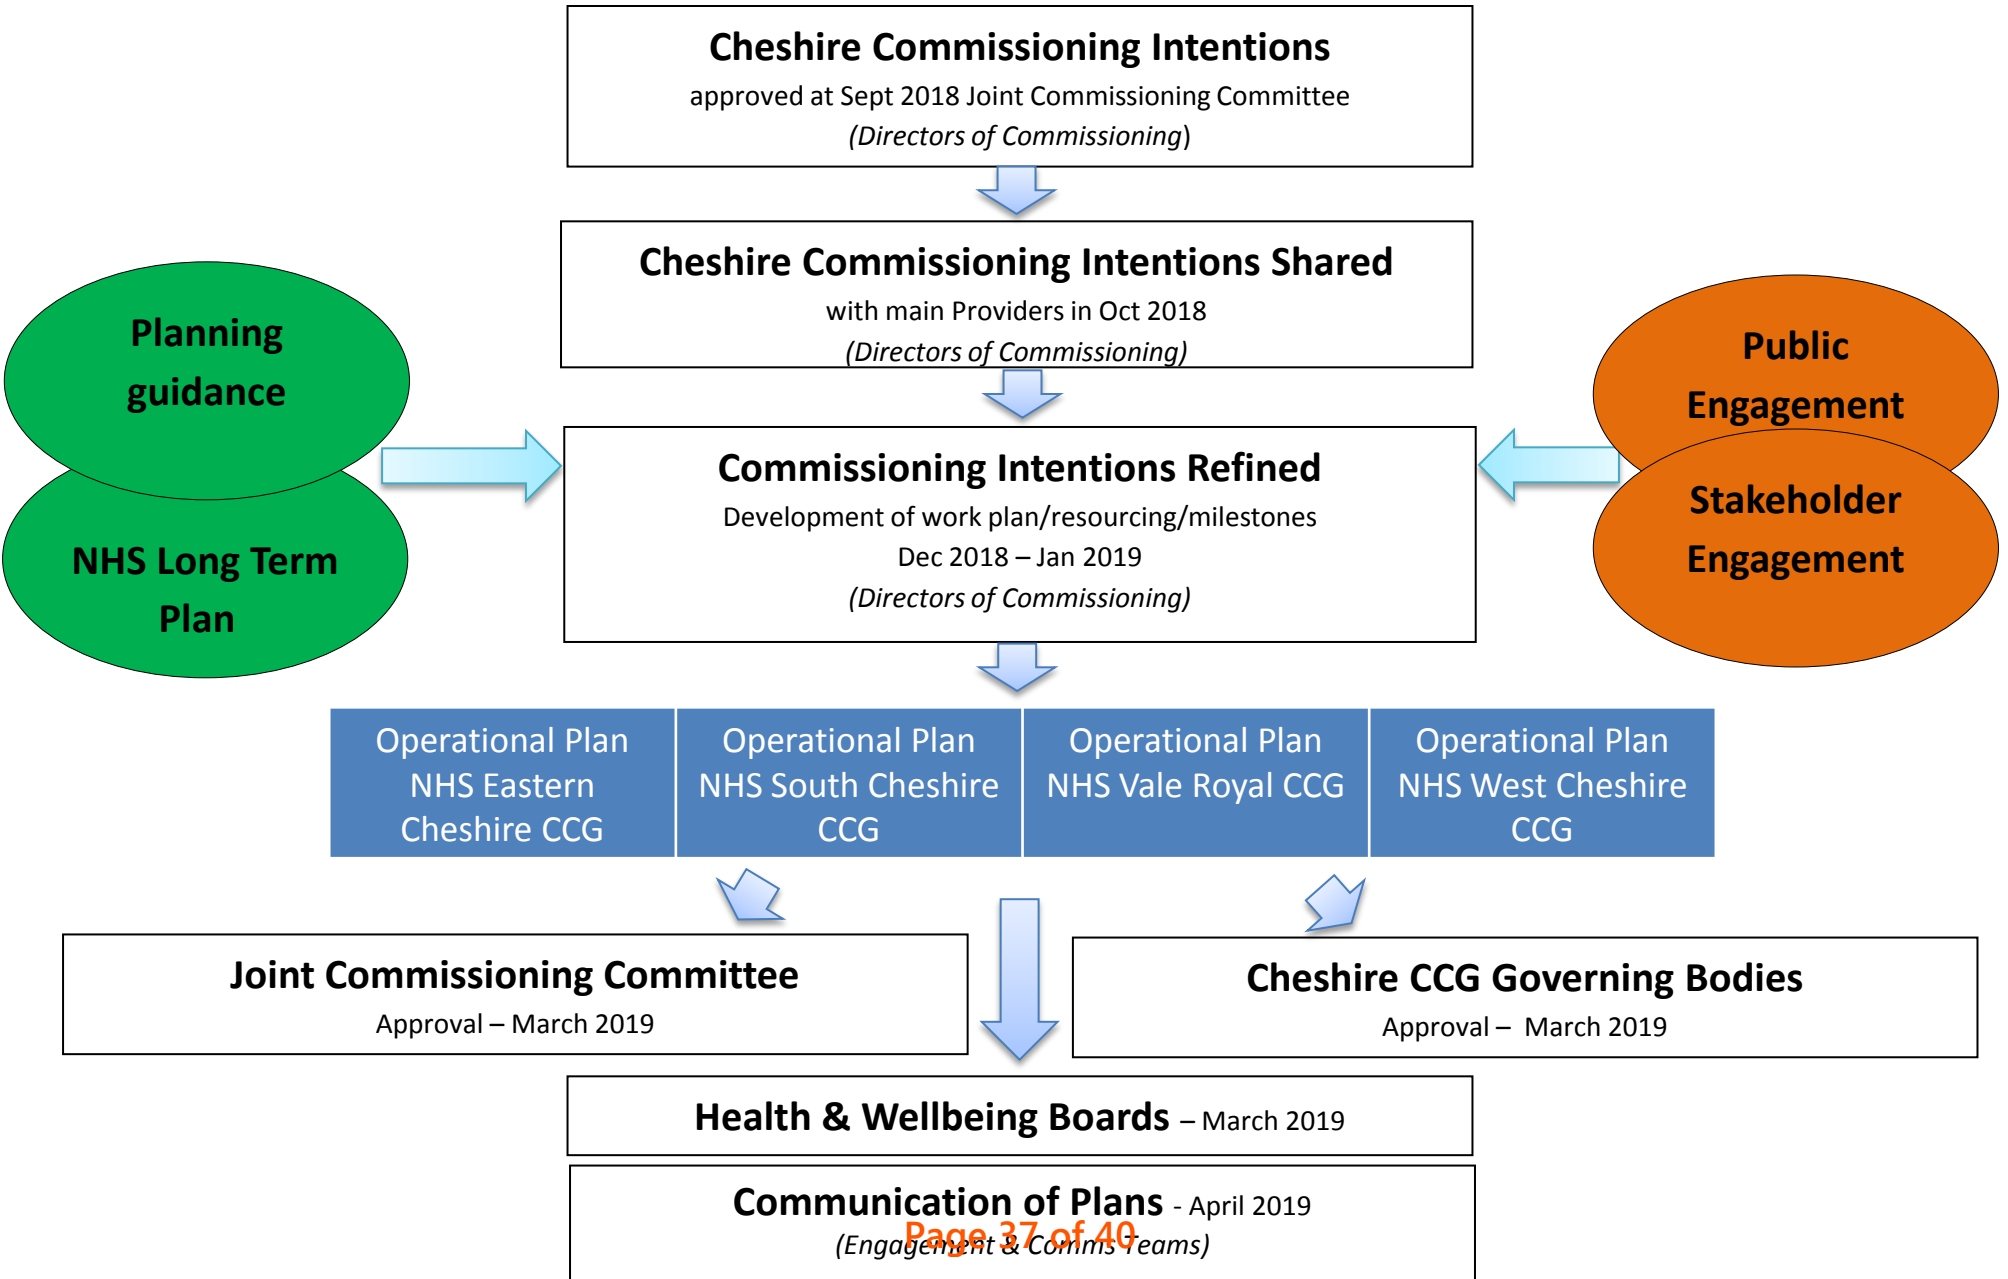 Cheshire Commissioning Intentions
approved at Sept 2018 Joint Commissioning Committee
(Directors of Commissioning)
Cheshire Commissioning Intentions Shared
with main Providers in Oct 2018
(Directors of Commissioning)
Planning
guidance
NHS Long Term
Plan
Commissioning Intentions Refined
Development of work plan/resourcing/milestones
Dec 2018 – Jan 2019
(Directors of Commissioning)
Public
Engagement
Stakeholder
Engagement
Operational Plan
NHS Eastern
Cheshire CCG
Operational Plan
NHS South Cheshire
CCG
Operational Plan
NHS Vale Royal CCG
Operational Plan
NHS West Cheshire
CCG
Joint Commissioning Committee
Approval – March 2019
Cheshire CCG Governing Bodies
Approval – March 2019
Health & Wellbeing Boards – March 2019
Communication of Plans - April 2019
(Engagement & Comms Teams)
Page 37 of 40